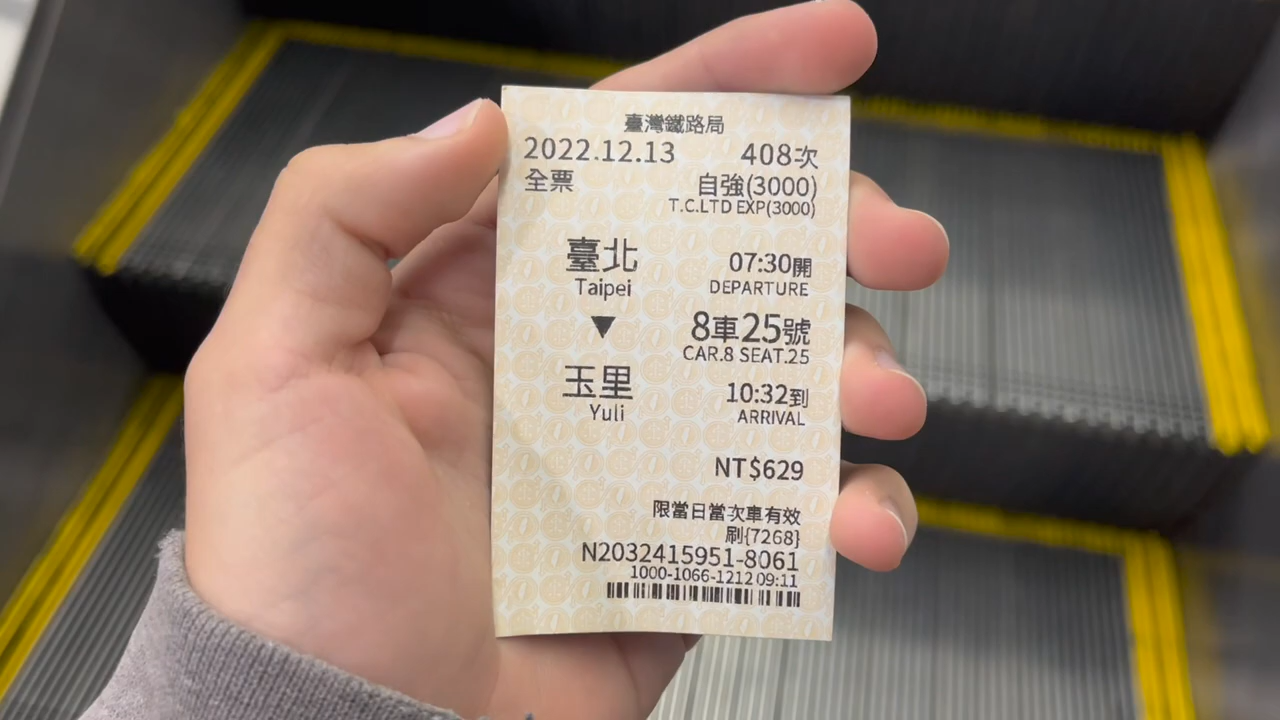 臺灣鐵路局
2022.12.13 408次
全票 自強(3000)
T.C.LTD EXP(3000)
臺北 07:30開
Taipei DEPARTURE
▼ 8車25號
CAR.8 SEAT.25
玉里 10:32到
Yuli ARRIVAL
NT$629
限當日當次車有效
刷{7268}
N2032415951-8061
1000-1066-1212 09:11